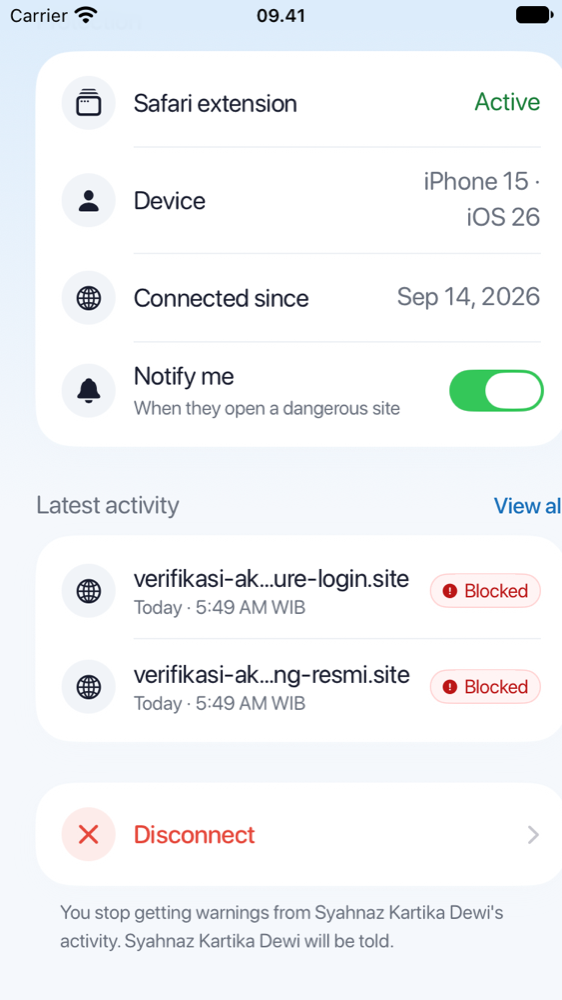 Carrier 09.41
Safari extension Active
Device iPhone 15 ·
iOS 26
Connected since Sep 14, 2026
Notify me
When they open a dangerous site
Latest activity View al
verifikasi-ak...ure-login.site Blocked
Today · 5:49 AM WIB
verifikasi-ak...ng-resmi.site Blocked
Today · 5:49 AM WIB
Disconnect
You stop getting warnings from Syahnaz Kartika Dewi's
activity. Syahnaz Kartika Dewi will be told.